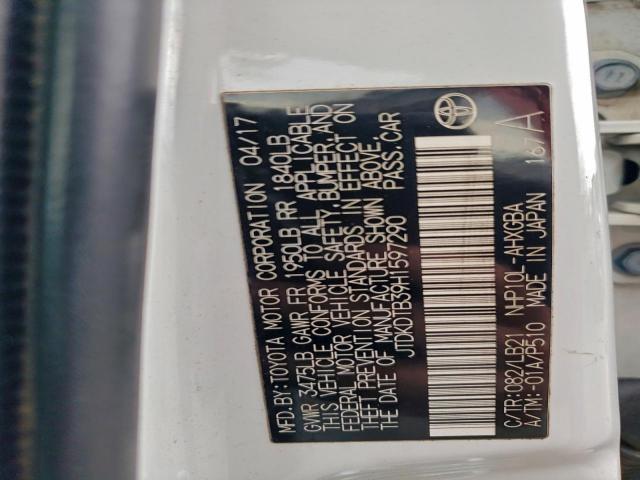 MFD.BY:TOYOTA MOTOR CORPORATION 04/17
GVWR 3475LB GAWR FR 1950LB RR 1840LB
THIS VEHICLE CONFORMS TO ALL APPLICABLE
FEDERAL MOTOR VEHICLE SAFETY, BUMPER, AND
THEFT PREVENTION STANDARDS IN EFFECT ON
THE DATE OF MANUFACTURE SHOWN ABOVE.
JTDKDTB39H1597290 PASS.CAR
C/TR:082/LB21 NHP10L-AHXGBA
A/TM:-01A/P510 MADE IN JAPAN 167A